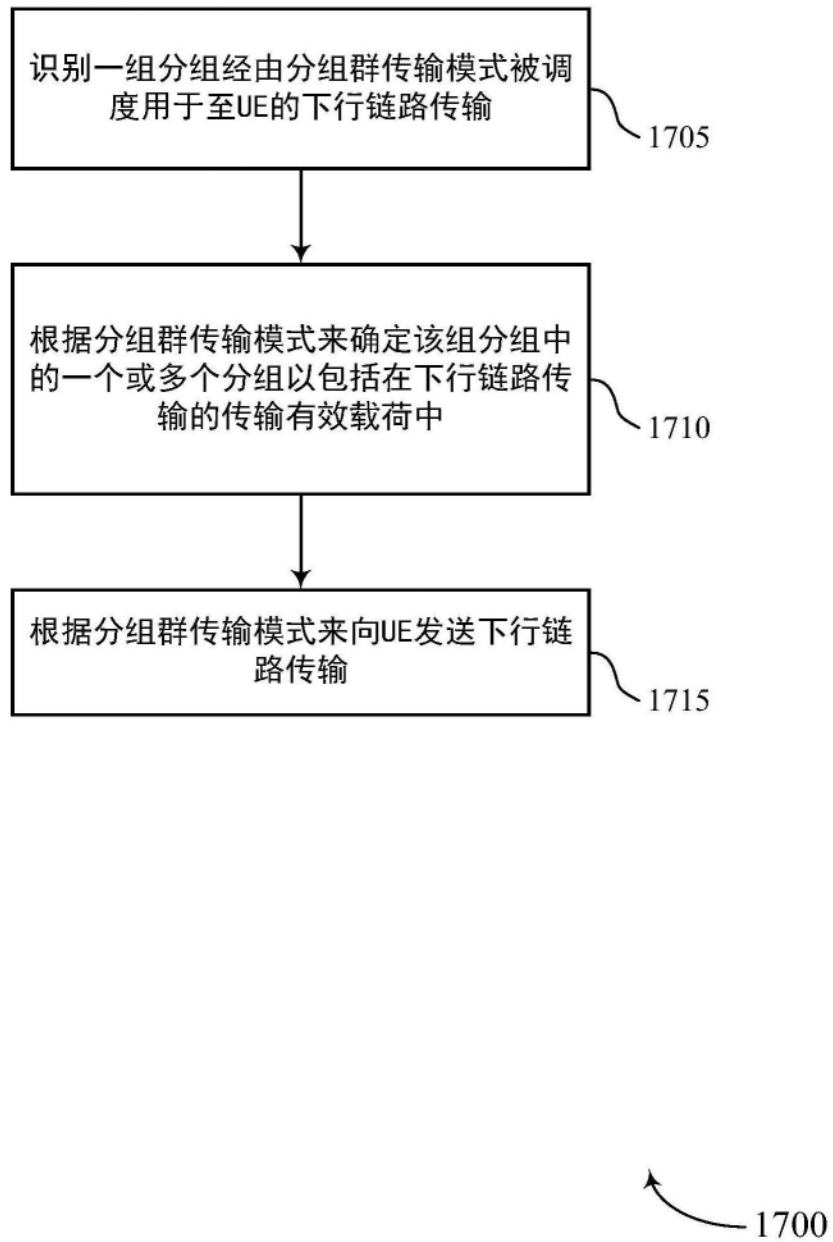 识别一组分组经由分组群传输模式被调
度用于至UE的下行链路传输
1705
根据分组群传输模式来确定该组分组中
的一个或多个分组以包括在下行链路传
输的传输有效载荷中
1710
根据分组群传输模式来向UE发送下行链
路传输
1715
1700